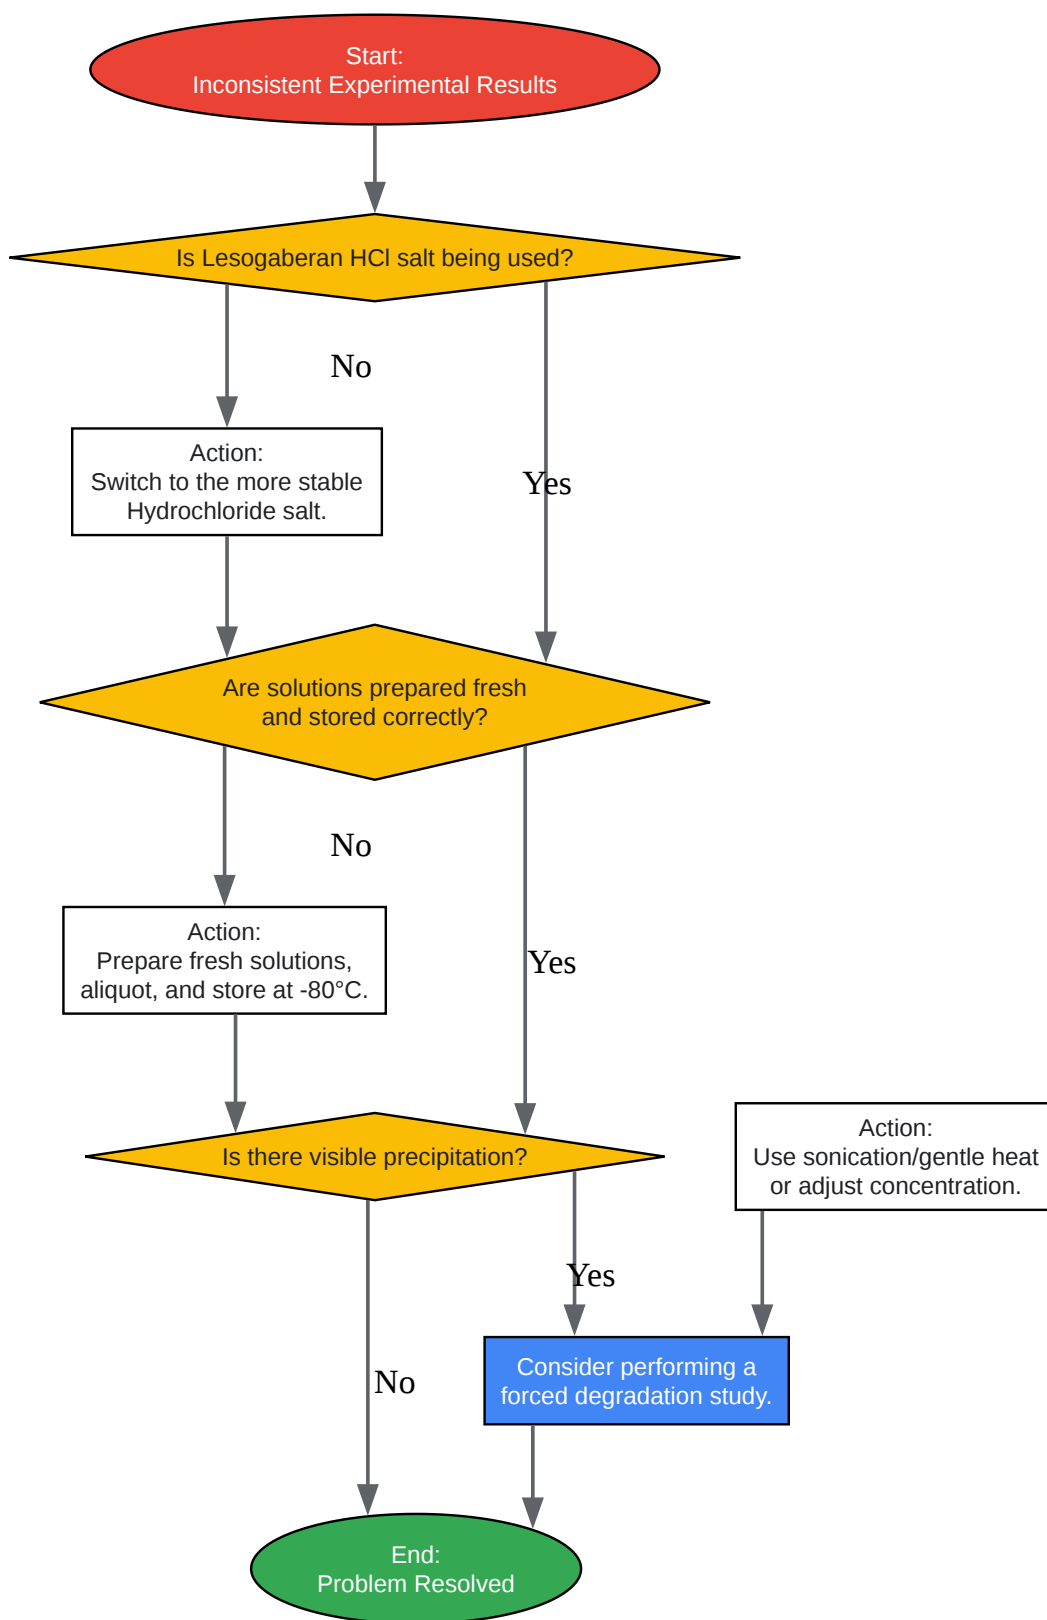 Start:
Inconsistent Experimental Results
Is Lesogaberan HCl salt being used?
No
Action:
Switch to the more stable
Hydrochloride salt.
Yes
Are solutions prepared fresh
and stored correctly?
No
Action:
Prepare fresh solutions,
aliquot, and store at -80°C.
Yes
Is there visible precipitation?
Action:
Use sonication/gentle heat
or adjust concentration.
Yes
Consider performing a
forced degradation study.
No
End:
Problem Resolved